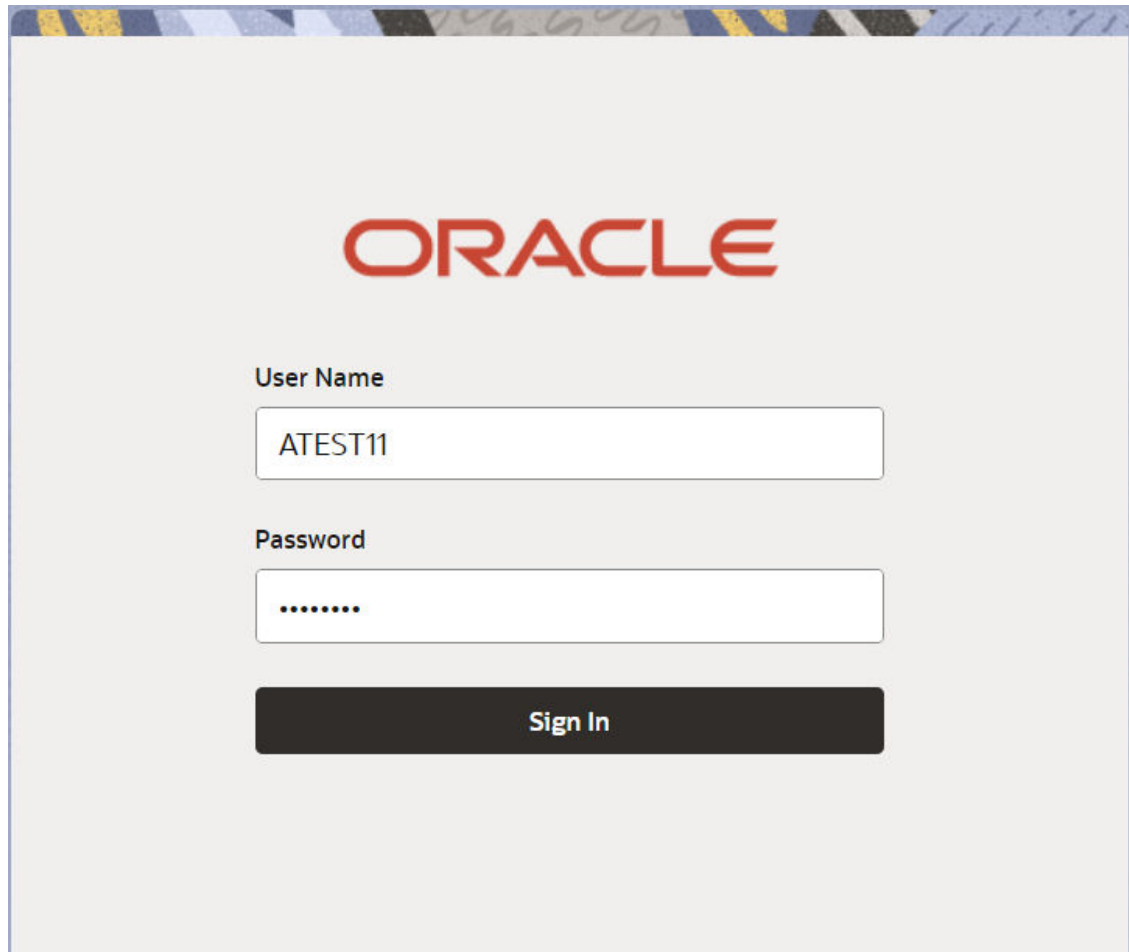 ORACLE
User Name
ATEST11
Password
••••••••
Sign In